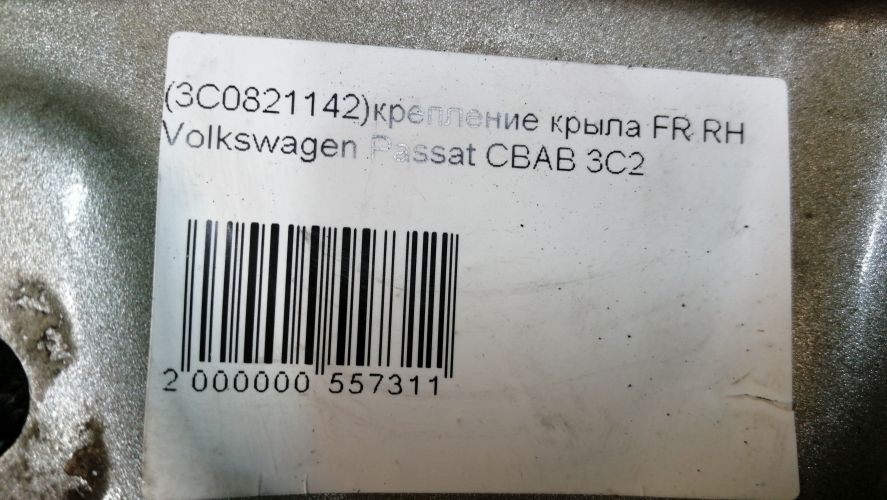 (3C0821142)крепление крыла FR RH
Volkswagen Passat CBAB 3C2
2 000000 557311